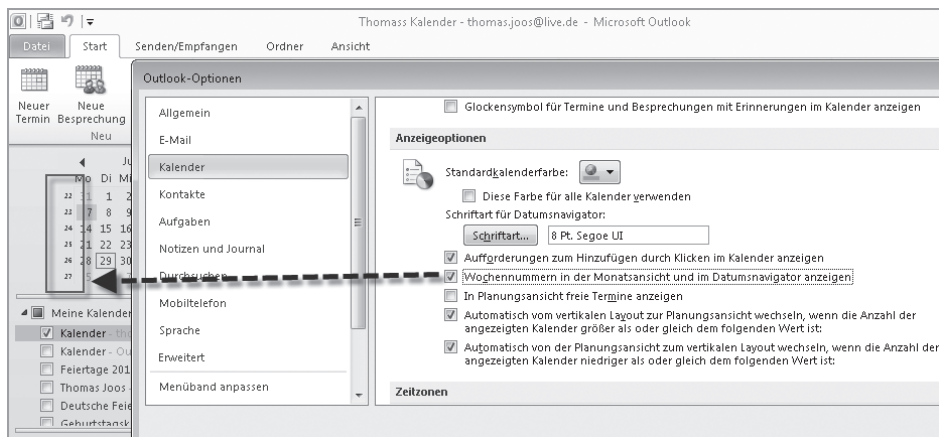 Thomass Kalender - thomas.joos@live.de - Microsoft Outlook
Datei Start Senden/Empfangen Ordner Ansicht
Neuer Termin
Neue Besprechung
Neu
Mo Di Mi
22 31 1 2
23 7 8 9
24 14 15 16
25 21 22 23
26 28 29 30
27
Meine Kalender
Kalender - tho
Kalender - Ou
Feiertage 201
Thomas Joos -
Deutsche Feie
Geburtstagsk
Outlook-Optionen
Allgemein
E-Mail
Kalender
Kontakte
Aufgaben
Notizen und Journal
Durchsuchen
Mobiltelefon
Sprache
Erweitert
Menüband anpassen
Glockensymbol für Termine und Besprechungen mit Erinnerungen im Kalender anzeigen
Anzeigeoptionen
Standardkalenderfarbe:
Diese Farbe für alle Kalender verwenden
Schriftart für Datumsnavigator:
Schriftart... 8 Pt. Segoe UI
Aufforderungen zum Hinzufügen durch Klicken im Kalender anzeigen
Wochennummern in der Monatsansicht und im Datumsnavigator anzeigen
In Planungsansicht freie Termine anzeigen
Automatisch vom vertikalen Layout zur Planungsansicht wechseln, wenn die Anzahl der
angezeigten Kalender größer als oder gleich dem folgenden Wert ist:
Automatisch von der Planungsansicht zum vertikalen Layout wechseln, wenn die Anzahl der
angezeigten Kalender niedriger als oder gleich dem folgenden Wert ist:
Zeitzonen